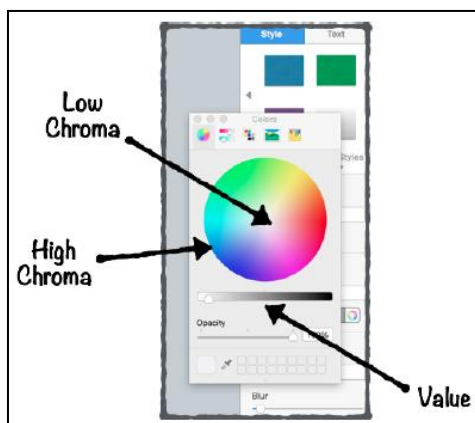 Style Text
Low
Chroma
Colors
Styles
High
Chroma
Opacity
Value
Blur